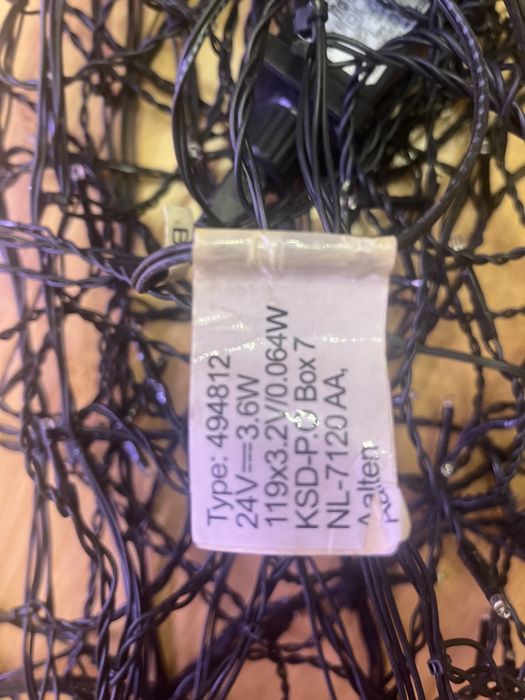 Type: 494812
24V⎓3.6W
119x3.2V/0.064W
KSD-P.O Box 7
NL-7120 AA,
Aalten